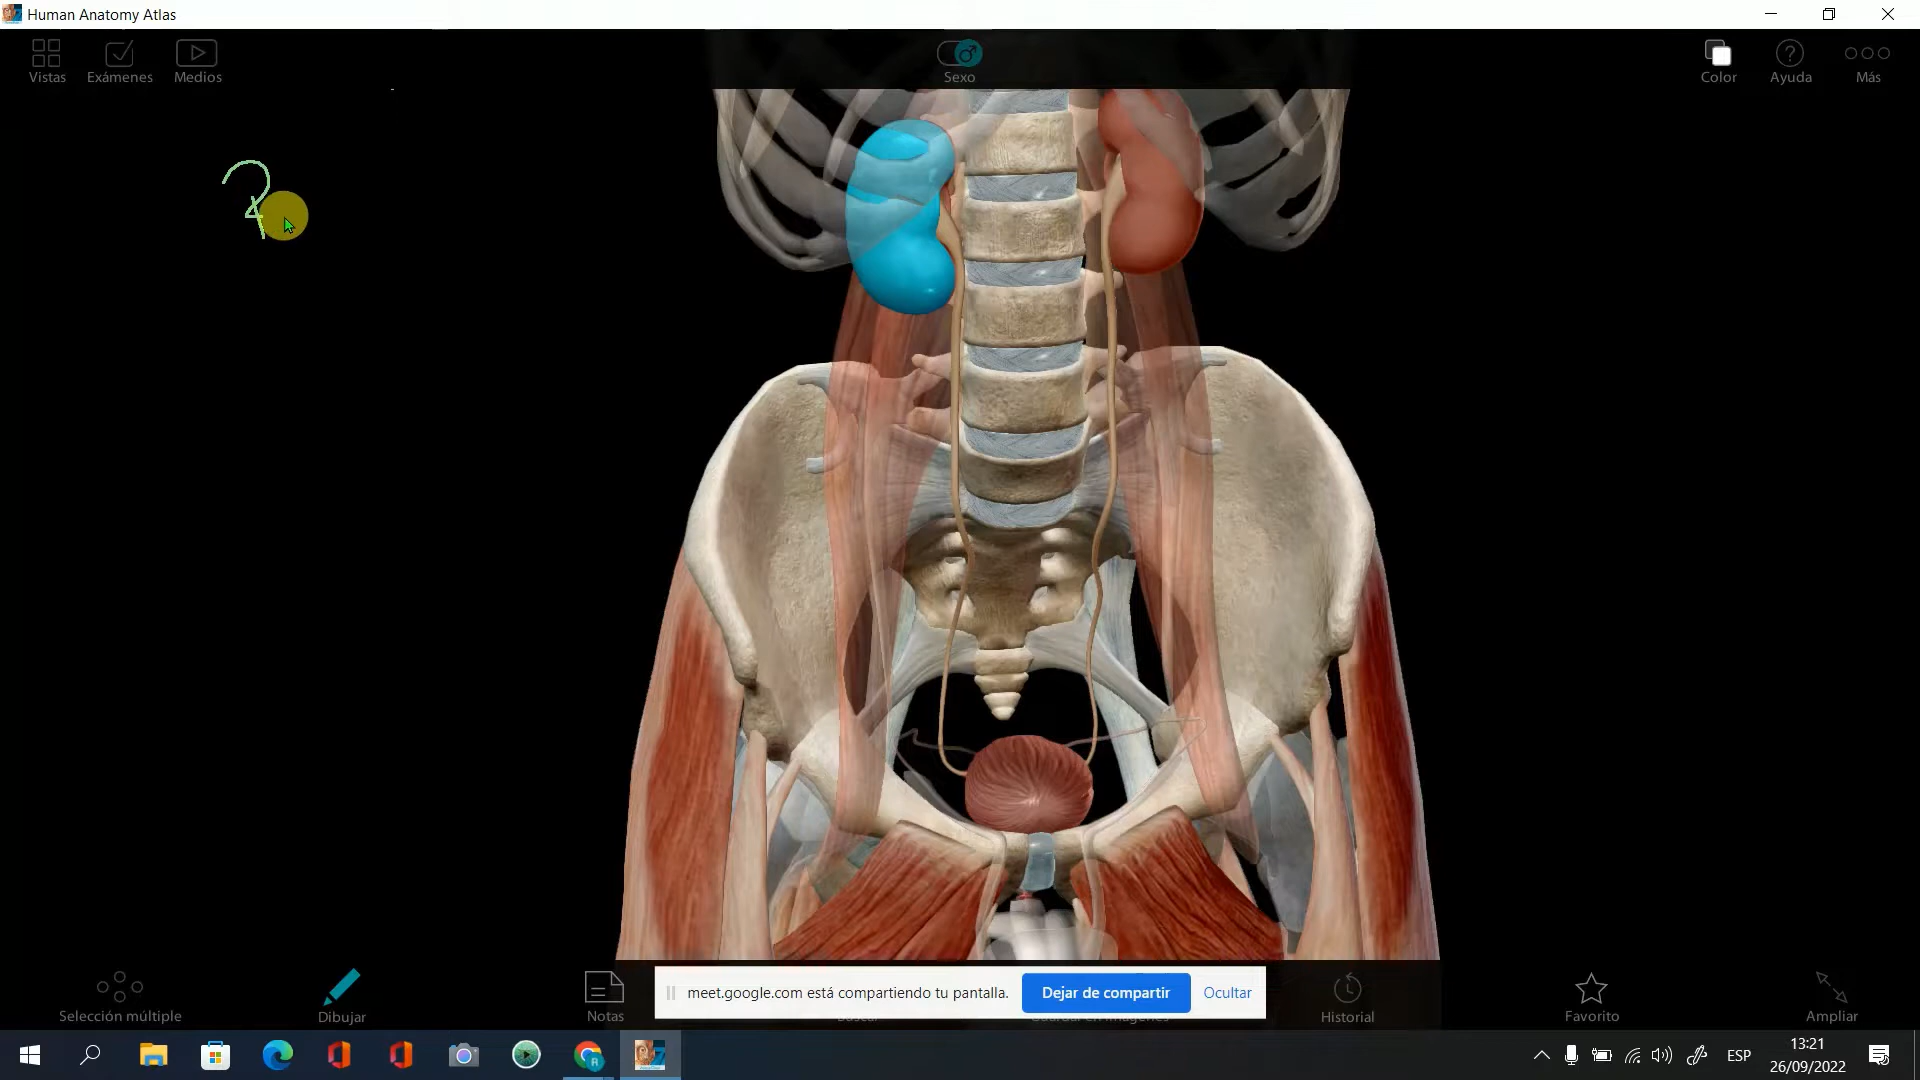 Human Anatomy Atlas
Vistas
Exámenes
Medios
Sexo
Color
Ayuda
Más
Selección múltiple
Dibujar
Notas
meet.google.com está compartiendo tu pantalla.
Dejar de compartir
Ocultar
Historial
Favorito
Ampliar
ESP
13:21
26/09/2022